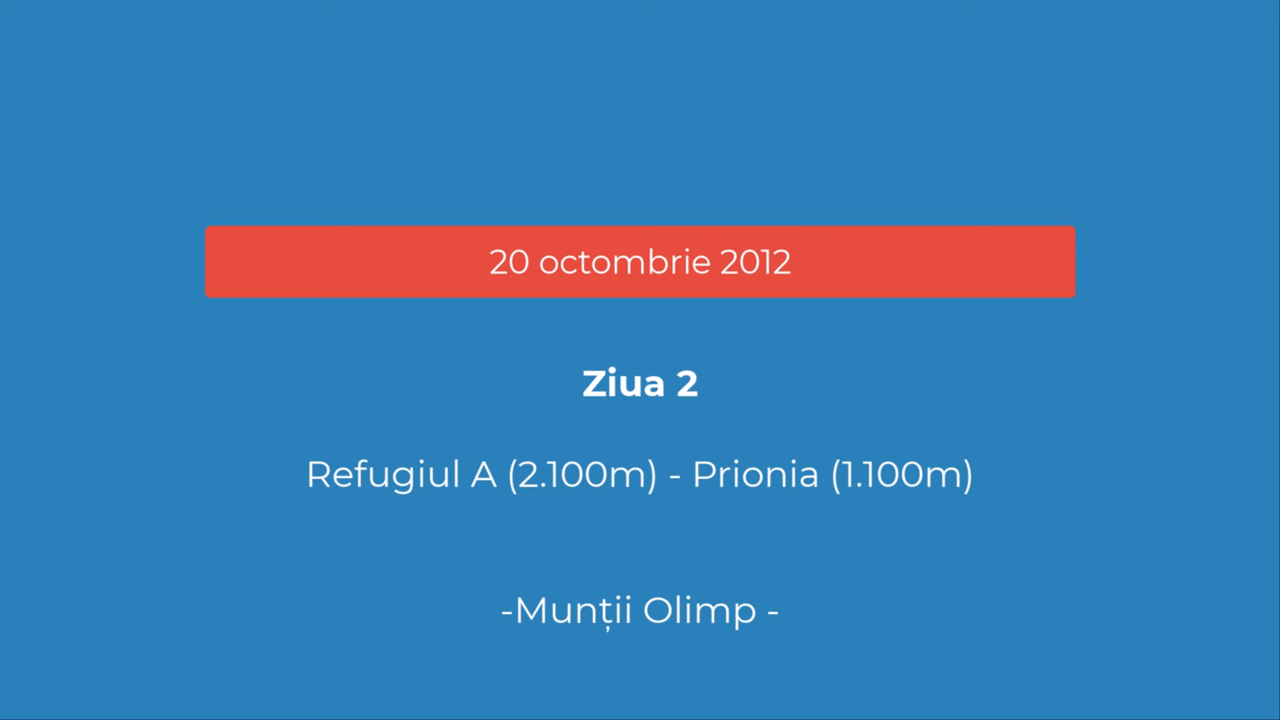 20 octombrie 2012
Ziua 2
Refugiul A (2.100m) - Prionia (1.100m)
-Munții Olimp -